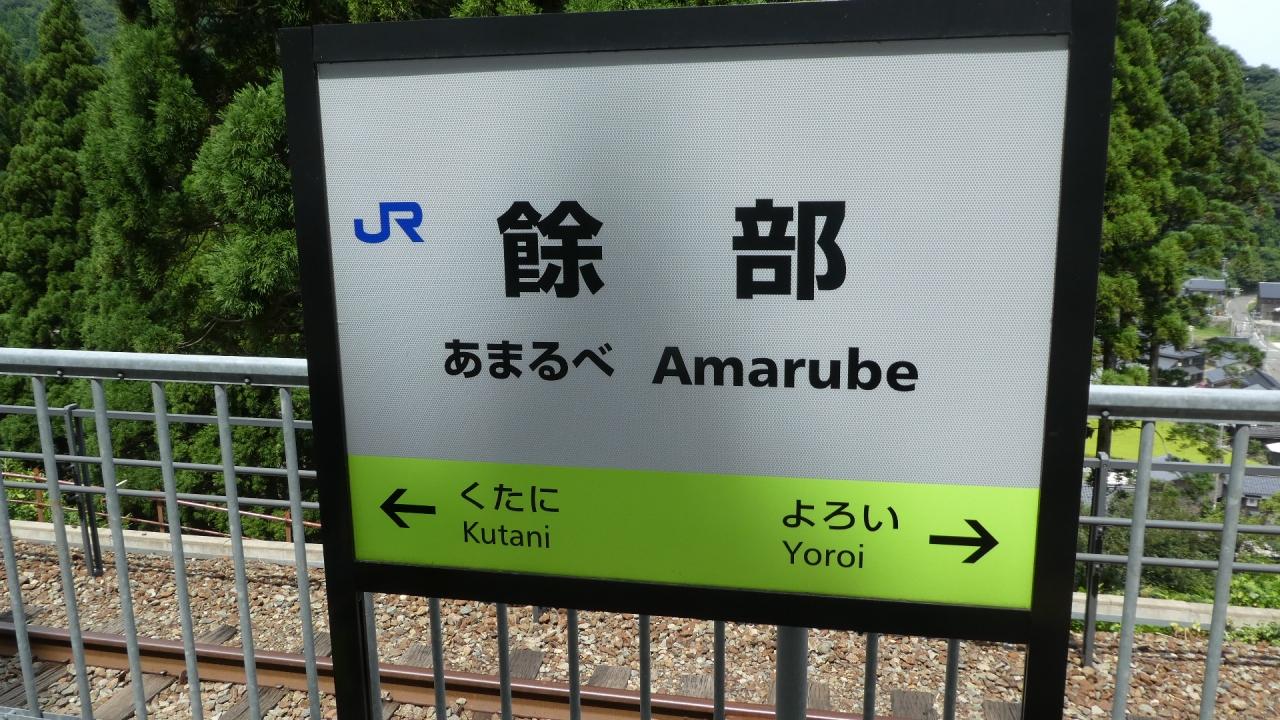 JR 餘部
あまるべ Amarube
← くたに
Kutani
よろい →
Yoroi